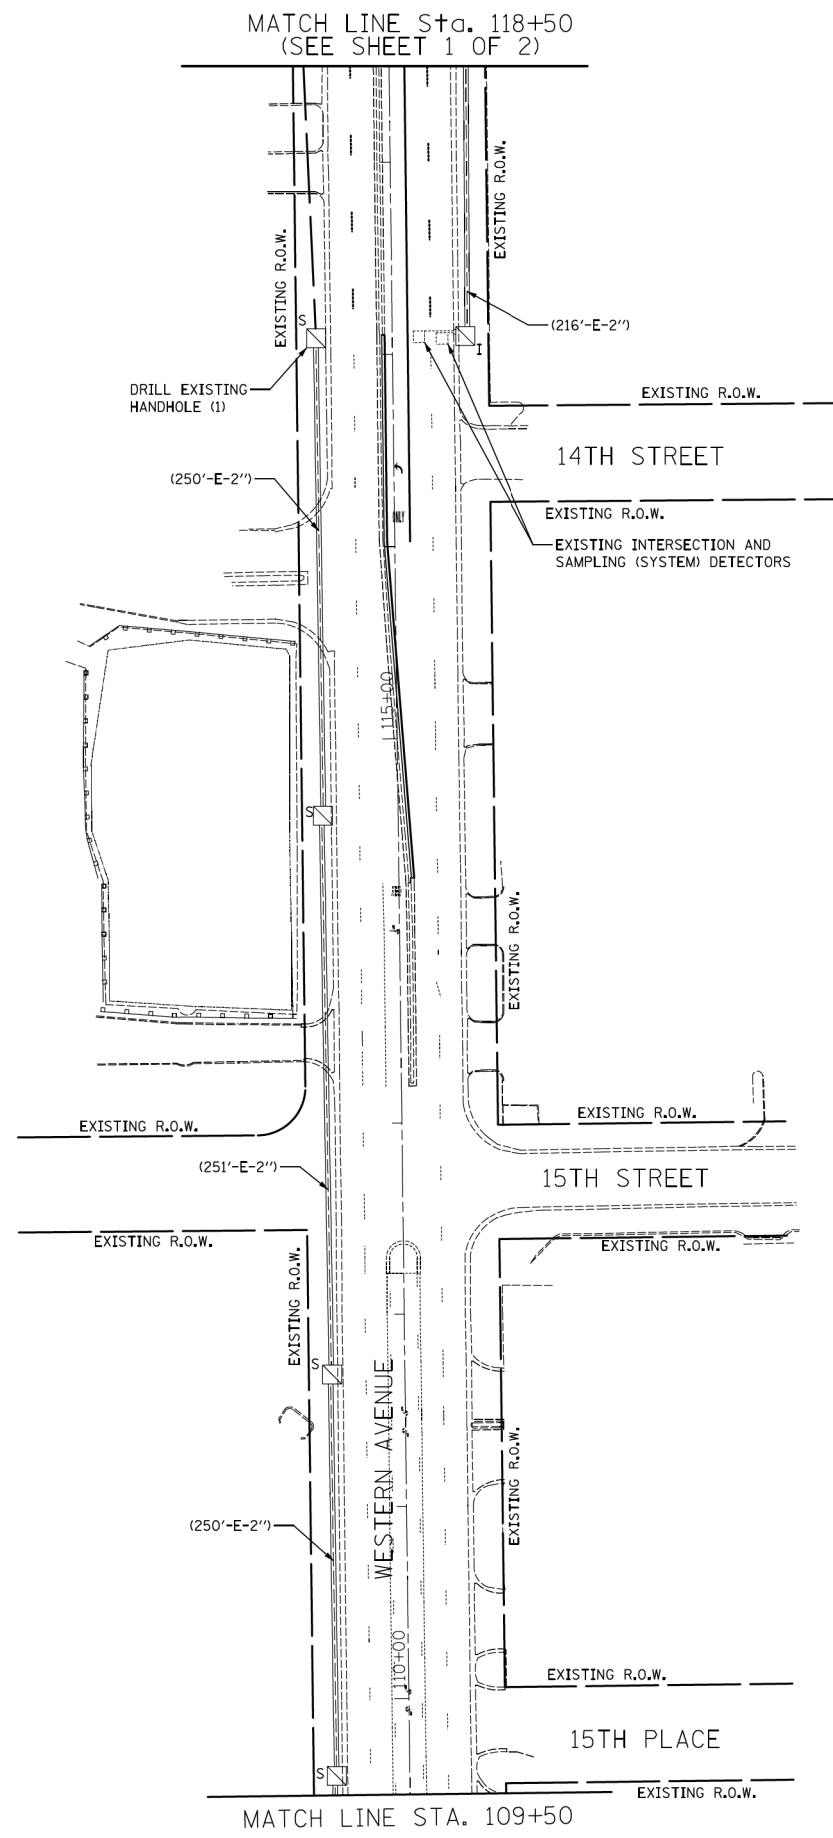 MATCH LINE Sta. 118+50
(SEE SHEET 1 OF 2)
EXISTING R.O.W.
EXISTING R.O.W.
S
(216'-E-2'')
I
DRILL EXISTING
HANDHOLE (1)
EXISTING R.O.W.
14TH STREET
(250'-E-2'')
ONLY
EXISTING R.O.W.
EXISTING INTERSECTION AND
SAMPLING (SYSTEM) DETECTORS
115+00
S
EXISTING R.O.W.
EXISTING R.O.W.
EXISTING R.O.W.
(251'-E-2'')
15TH STREET
EXISTING R.O.W.
EXISTING R.O.W.
EXISTING R.O.W.
S
WESTERN AVENUE
EXISTING R.O.W.
(250'-E-2'')
110+00
EXISTING R.O.W.
15TH PLACE
S
EXISTING R.O.W.
MATCH LINE STA. 109+50